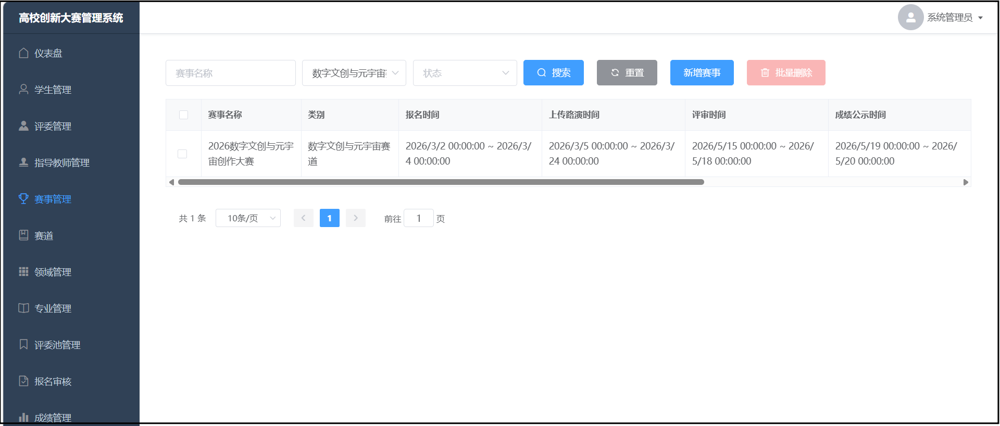 高校创新大赛管理系统
系统管理员
仪表盘
学生管理
评委管理
指导教师管理
赛事管理
赛道
领域管理
专业管理
评委池管理
报名审核
成绩管理
赛事名称
数字文创与元宇宙
状态
搜索
重置
新增赛事
批量删除
赛事名称
类别
报名时间
上传路演时间
评审时间
成绩公示时间
2026数字文创与元宇
宙创作大赛
数字文创与元宇宙赛
道
2026/3/2 00:00:00 ~ 2026/3/
4 00:00:00
2026/3/5 00:00:00 ~ 2026/3/
24 00:00:00
2026/5/15 00:00:00 ~ 2026/
5/18 00:00:00
2026/5/19 00:00:00 ~ 2026/
5/20 00:00:00
共 1 条
10条/页
1
前往 1 页